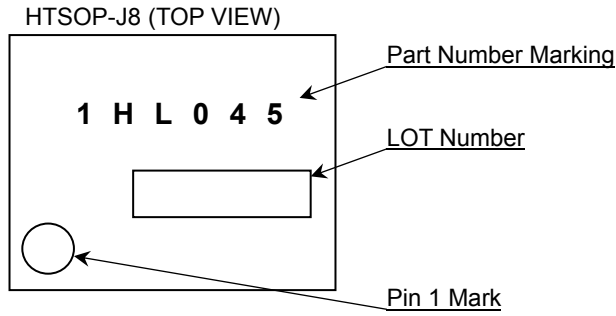 HTSOP-J8 (TOP VIEW)
Part Number Marking
1 H L 0 4 5
LOT Number
Pin 1 Mark